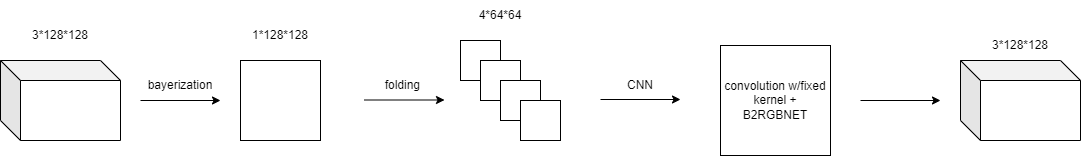 3*128*128
bayerization
1*128*128
folding
4*64*64
CNN
convolution w/fixed
kernel +
B2RGBNET
3*128*128